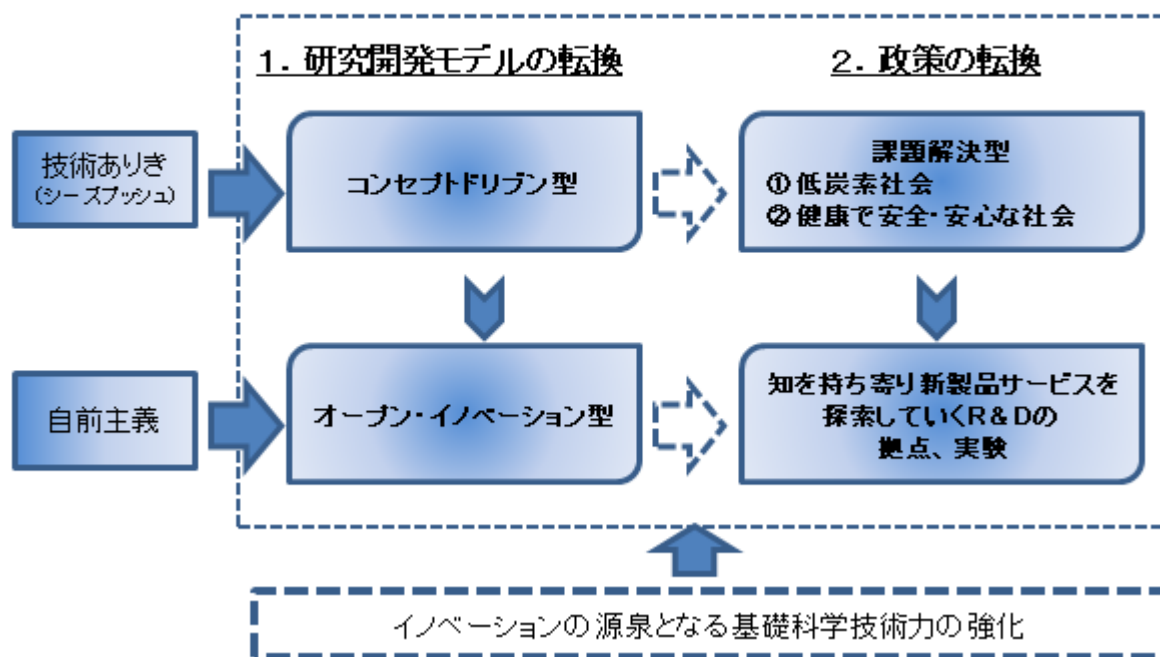 1. 研究開発モデルの転換
2. 政策の転換
技術ありき
(シーズプッシュ)
コンセプトドリブン型
課題解決型
①低炭素社会
②健康で安全・安心な社会
自前主義
オープン・イノベーション型
知を持ち寄り新製品サービスを
探索していくR&Dの
拠点、実験
イノベーションの源泉となる基礎科学技術力の強化